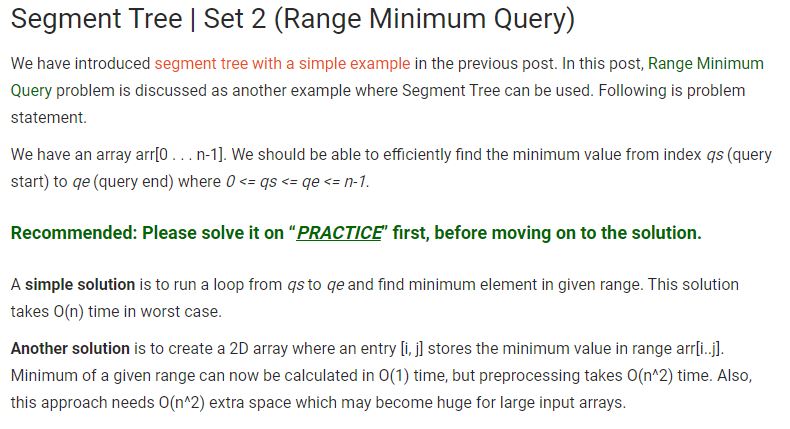 Segment Tree | Set 2 (Range Minimum Query)
We have introduced segment tree with a simple example in the previous post. In this post, Range Minimum
Query problem is discussed as another example where Segment Tree can be used. Following is problem
statement.
We have an array arr[0 . . . n-1]. We should be able to efficiently find the minimum value from index qs (query
start) to qe (query end) where 0 <= qs <= qe <= n-1.
Recommended: Please solve it on “PRACTICE” first, before moving on to the solution.
A simple solution is to run a loop from qs to qe and find minimum element in given range. This solution
takes O(n) time in worst case.
Another solution is to create a 2D array where an entry [i, j] stores the minimum value in range arr[i..j].
Minimum of a given range can now be calculated in O(1) time, but preprocessing takes O(n^2) time. Also,
this approach needs O(n^2) extra space which may become huge for large input arrays.